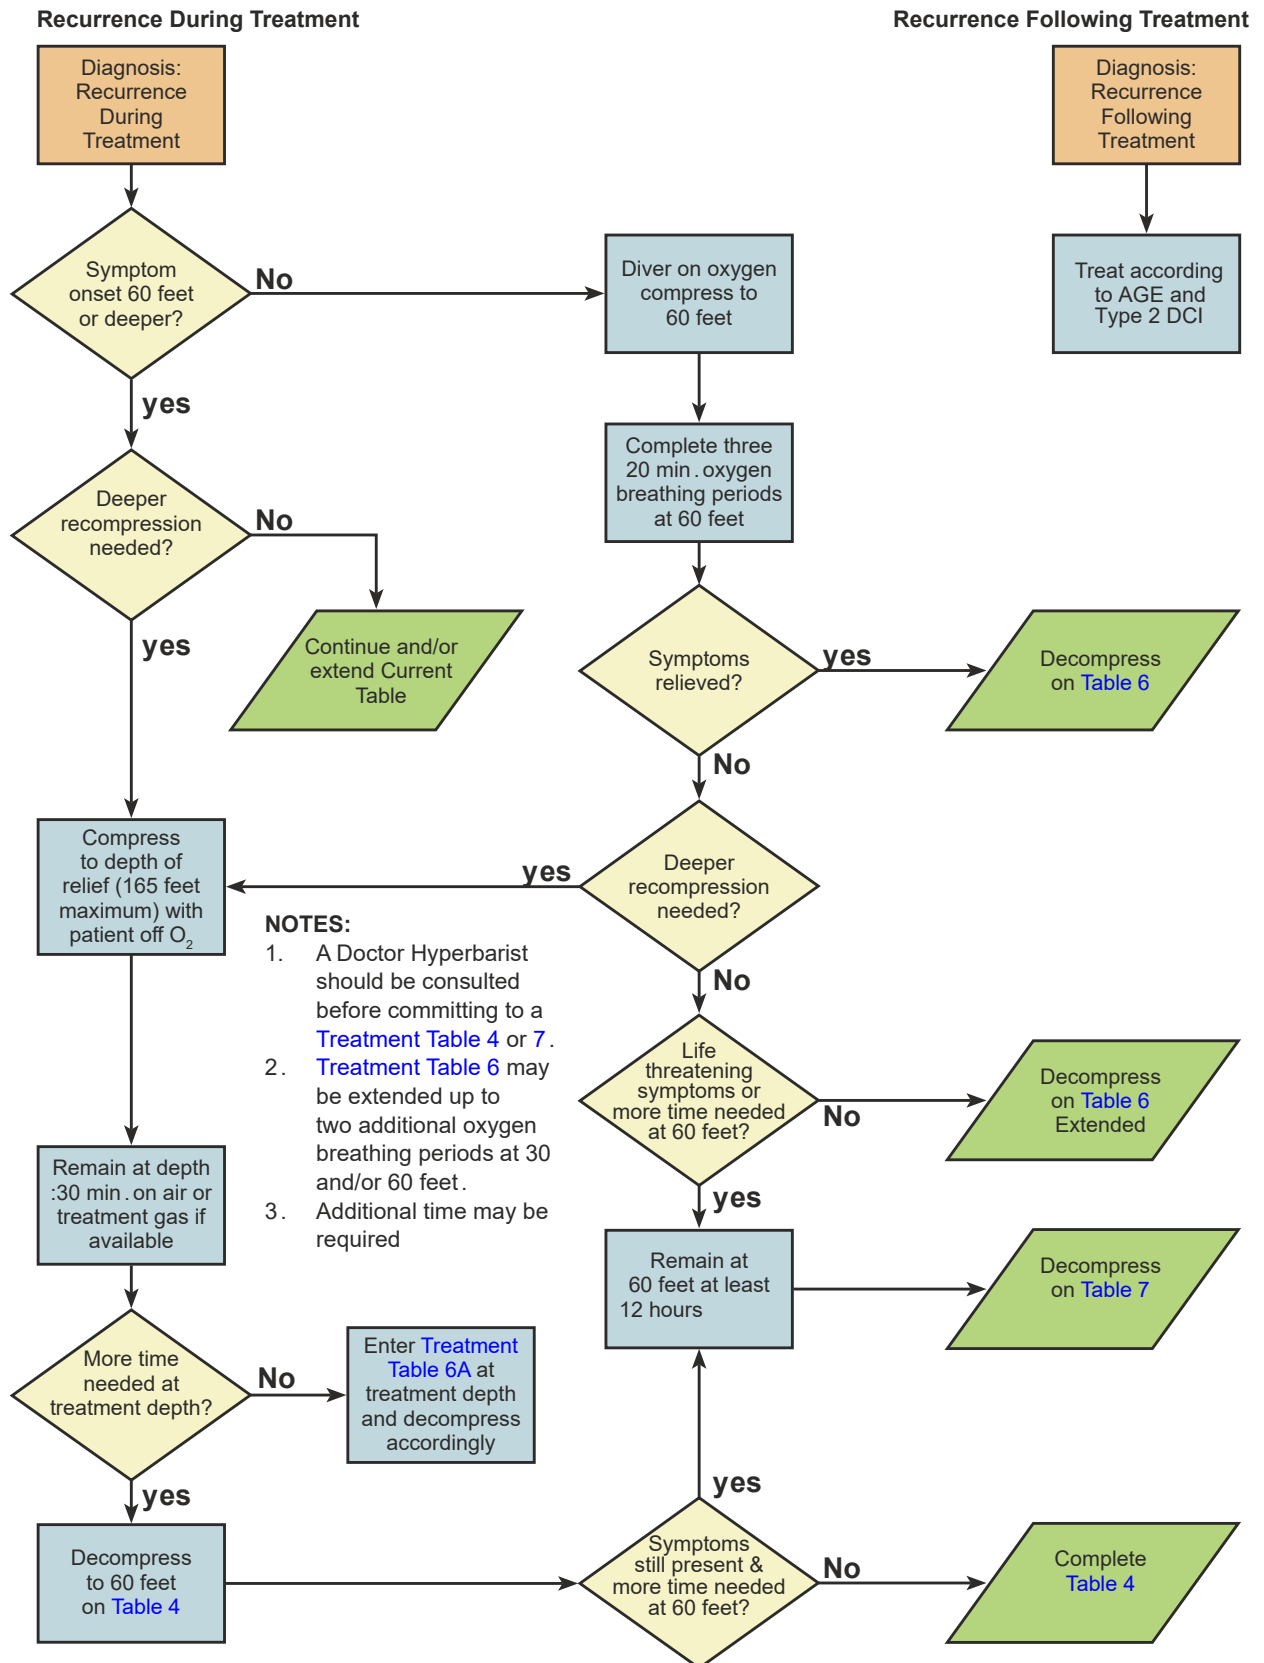 Recurrence During Treatment
Recurrence Following Treatment
Diagnosis:
Recurrence
During
Treatment
Diagnosis:
Recurrence
Following
Treatment
Symptom
onset 60 feet
or deeper?
No
Diver on oxygen
compress to
60 feet
Treat according
to AGE and
Type 2 DCI
yes
Complete three
20 min. oxygen
breathing periods
at 60 feet
Deeper
recompression
needed?
No
yes
Continue and/or
extend Current
Table
Symptoms
relieved?
yes
Decompress
on Table 6
No
Compress
to depth of
relief (165 feet
maximum) with
patient off O₂
yes
Deeper
recompression
needed?
No
NOTES:
1. A Doctor Hyperbarist
should be consulted
before committing to a
Treatment Table 4 or 7.
2. Treatment Table 6 may
be extended up to
two additional oxygen
breathing periods at 30
and/or 60 feet.
3. Additional time may be
required
Life
threatening
symptoms or
more time needed
at 60 feet?
No
Decompress
on Table 6
Extended
yes
Remain at depth
:30 min. on air or
treatment gas if
available
Remain at
60 feet at least
12 hours
Decompress
on Table 7
More time
needed at
treatment depth?
No
Enter Treatment
Table 6A at
treatment depth
and decompress
accordingly
yes
yes
Decompress
to 60 feet
on Table 4
Symptoms
still present &
more time needed
at 60 feet?
No
Complete
Table 4